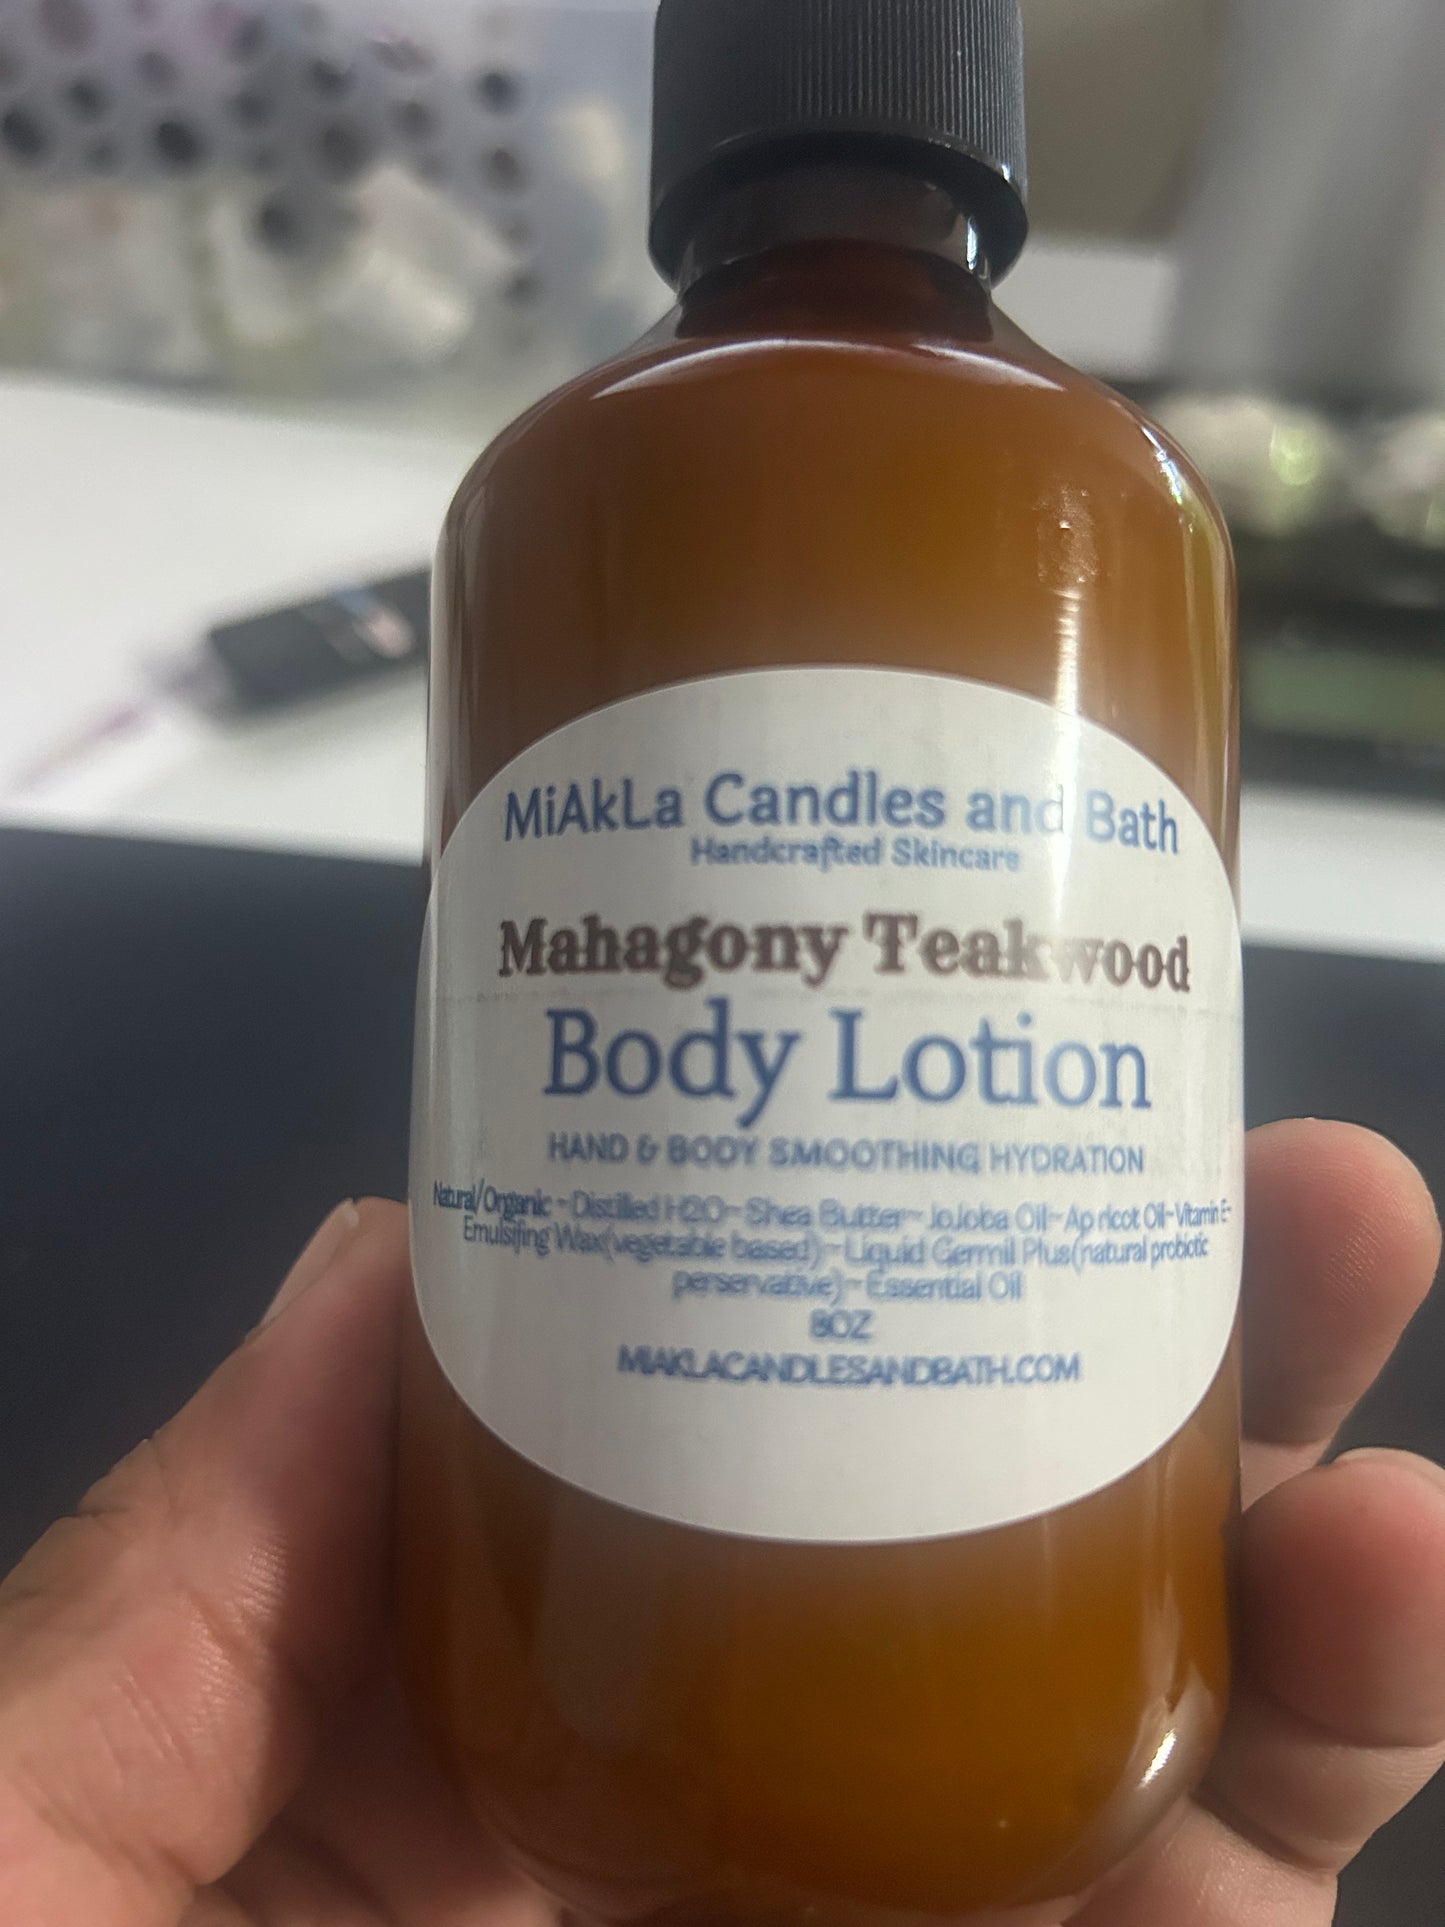 MiAkLa Candles and Bath
Handcrafted Skincare
Mahagony Teakwood
Body Lotion
HAND & BODY SMOOTHING HYDRATION
Natural/Organic ~Distilled H2O~Shea Butter~JoJoba Oil~Apricot Oil~Vitamin E~
Emulsifing Wax(vegetable based)~Liquid Germil Plus(natural probiotic
perservative)~Essential Oil
8OZ
MIAKLACANDLESANDBATH.COM